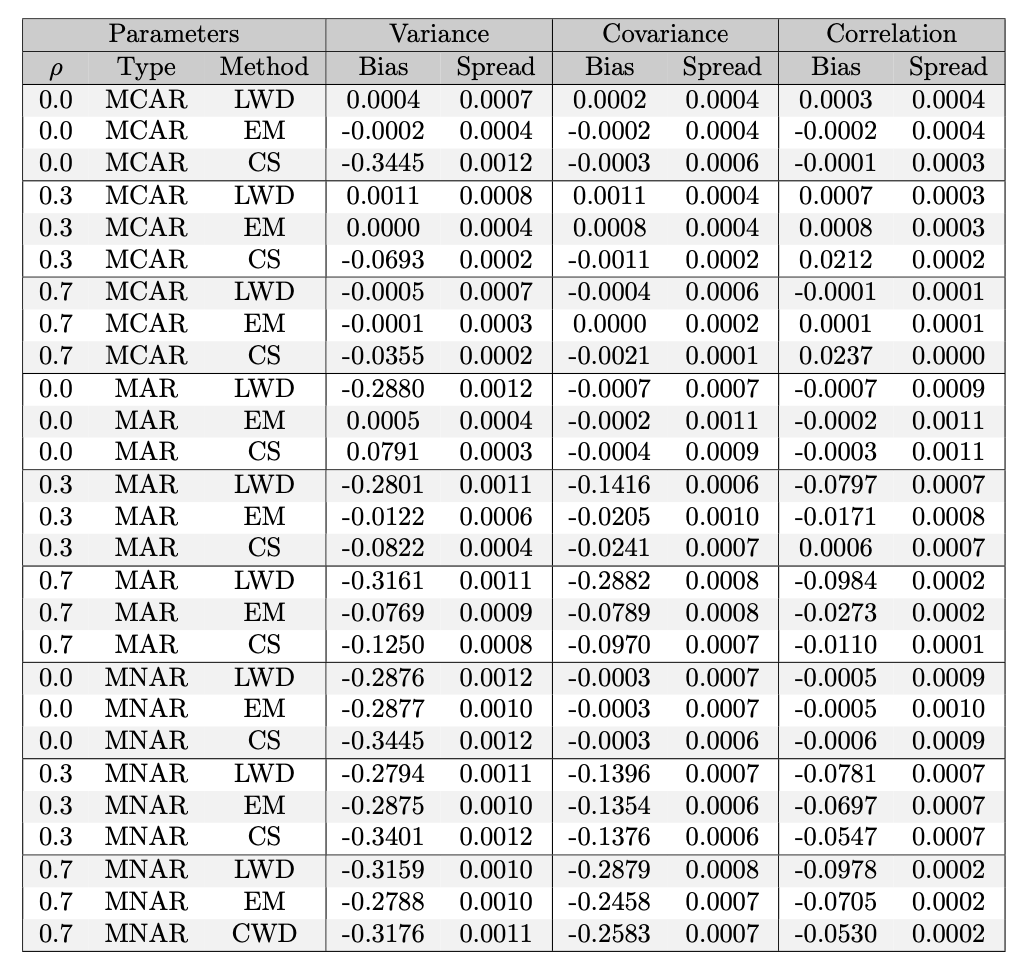 Parameters Variance Covariance Correlation
ρ Type Method Bias Spread Bias Spread Bias Spread
0.0 MCAR LWD 0.0004 0.0007 0.0002 0.0004 0.0003 0.0004
0.0 MCAR EM -0.0002 0.0004 -0.0002 0.0004 -0.0002 0.0004
0.0 MCAR CS -0.3445 0.0012 -0.0003 0.0006 -0.0001 0.0003
0.3 MCAR LWD 0.0011 0.0008 0.0011 0.0004 0.0007 0.0003
0.3 MCAR EM 0.0000 0.0004 0.0008 0.0004 0.0008 0.0003
0.3 MCAR CS -0.0693 0.0002 -0.0011 0.0002 0.0212 0.0002
0.7 MCAR LWD -0.0005 0.0007 -0.0004 0.0006 -0.0001 0.0001
0.7 MCAR EM -0.0001 0.0003 0.0000 0.0002 0.0001 0.0001
0.7 MCAR CS -0.0355 0.0002 -0.0021 0.0001 0.0237 0.0000
0.0 MAR LWD -0.2880 0.0012 -0.0007 0.0007 -0.0007 0.0009
0.0 MAR EM 0.0005 0.0004 -0.0002 0.0011 -0.0002 0.0011
0.0 MAR CS 0.0791 0.0003 -0.0004 0.0009 -0.0003 0.0011
0.3 MAR LWD -0.2801 0.0011 -0.1416 0.0006 -0.0797 0.0007
0.3 MAR EM -0.0122 0.0006 -0.0205 0.0010 -0.0171 0.0008
0.3 MAR CS -0.0822 0.0004 -0.0241 0.0007 0.0006 0.0007
0.7 MAR LWD -0.3161 0.0011 -0.2882 0.0008 -0.0984 0.0002
0.7 MAR EM -0.0769 0.0009 -0.0789 0.0008 -0.0273 0.0002
0.7 MAR CS -0.1250 0.0008 -0.0970 0.0007 -0.0110 0.0001
0.0 MNAR LWD -0.2876 0.0012 -0.0003 0.0007 -0.0005 0.0009
0.0 MNAR EM -0.2877 0.0010 -0.0003 0.0007 -0.0005 0.0010
0.0 MNAR CS -0.3445 0.0012 -0.0003 0.0006 -0.0006 0.0009
0.3 MNAR LWD -0.2794 0.0011 -0.1396 0.0007 -0.0781 0.0007
0.3 MNAR EM -0.2875 0.0010 -0.1354 0.0006 -0.0697 0.0007
0.3 MNAR CS -0.3401 0.0012 -0.1376 0.0006 -0.0547 0.0007
0.7 MNAR LWD -0.3159 0.0010 -0.2879 0.0008 -0.0978 0.0002
0.7 MNAR EM -0.2788 0.0010 -0.2458 0.0007 -0.0705 0.0002
0.7 MNAR CWD -0.3176 0.0011 -0.2583 0.0007 -0.0530 0.0002